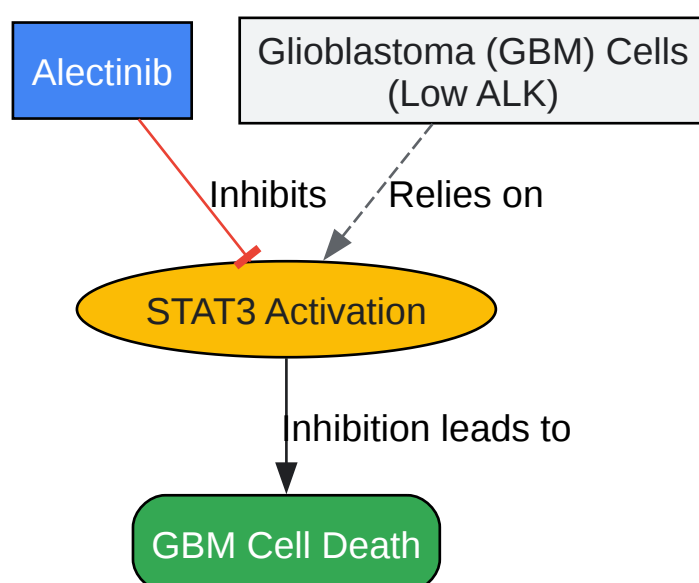 Alectinib
Glioblastoma (GBM) Cells
(Low ALK)
Inhibits
Relies on
STAT3 Activation
Inhibition leads to
GBM Cell Death